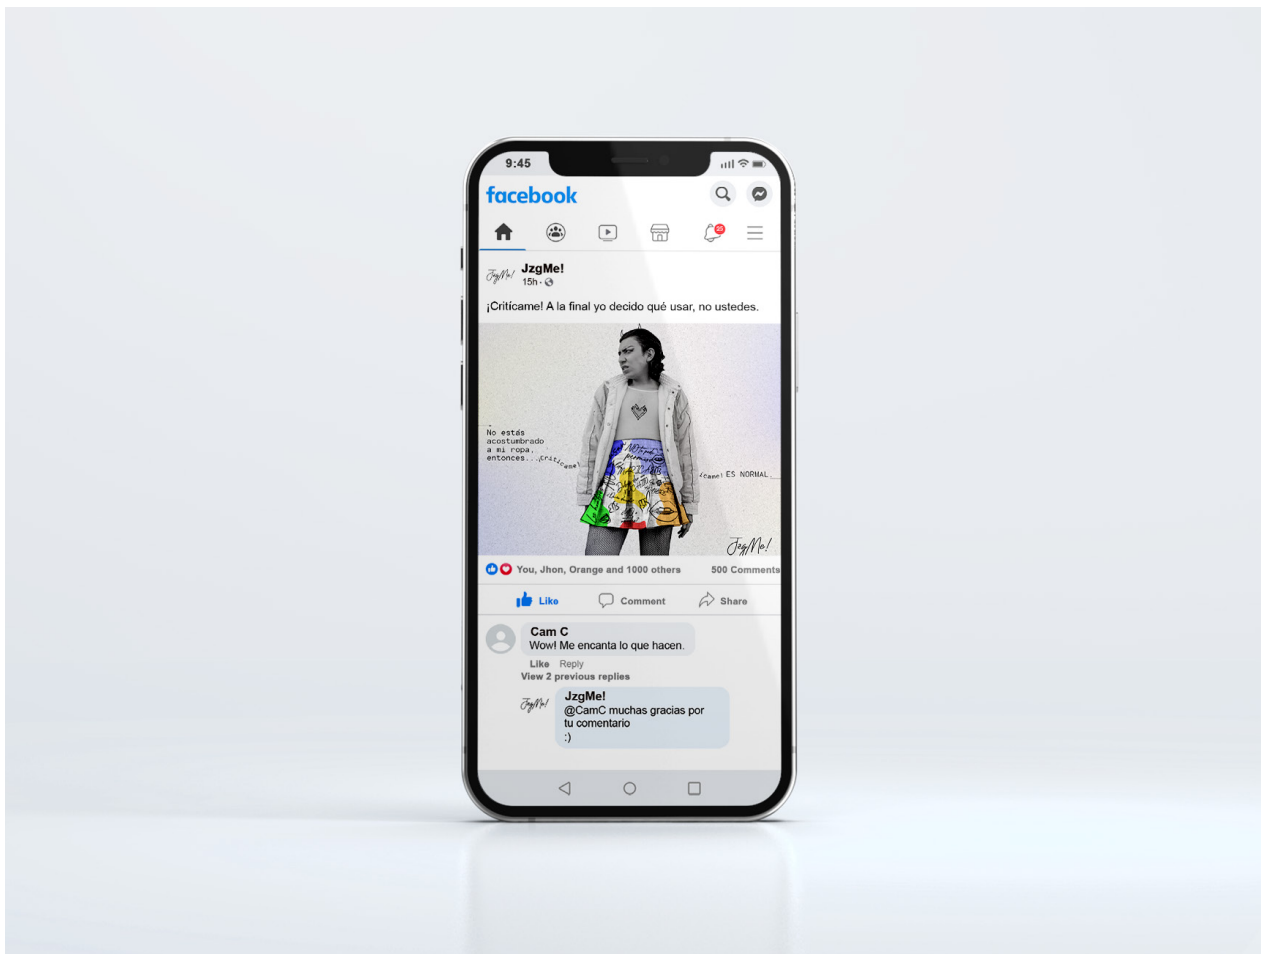 9:45
facebook
25
JzgMe!
JzgMe!
15h
¡Critícame! A la final yo decido qué usar, no ustedes.
No estás
acostumbrado
a mi ropa,
entonces...¡Critícame!
ícame! ES NORMAL.
JzgMe!
You, Jhon, Orange and 1000 others
500 Comments
Like
Comment
Share
Cam C
Wow! Me encanta lo que hacen.
Like Reply
View 2 previous replies
JzgMe!
JzgMe!
@CamC muchas gracias por
tu comentario
:)